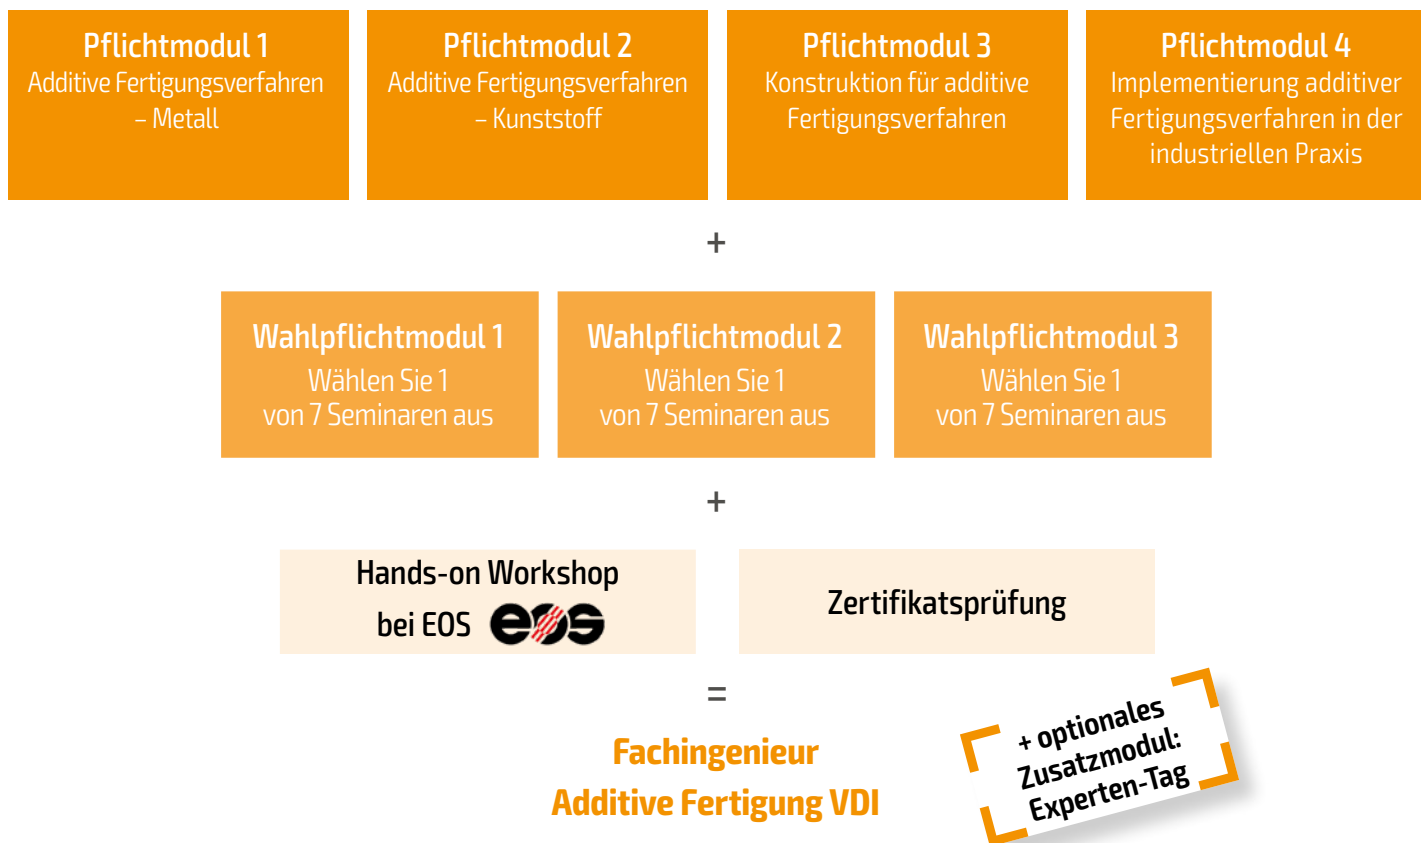 Pflichtmodul 1
Additive Fertigungsverfahren
– Metall
Pflichtmodul 2
Additive Fertigungsverfahren
– Kunststoff
Pflichtmodul 3
Konstruktion für additive
Fertigungsverfahren
Pflichtmodul 4
Implementierung additiver
Fertigungsverfahren in der
industriellen Praxis
+
Wahlpflichtmodul 1
Wählen Sie 1
von 7 Seminaren aus
Wahlpflichtmodul 2
Wählen Sie 1
von 7 Seminaren aus
Wahlpflichtmodul 3
Wählen Sie 1
von 7 Seminaren aus
+
Hands-on Workshop
bei EOS eos
Zertifikatsprüfung
=
Fachingenieur
Additive Fertigung VDI
+ optionales
Zusatzmodul:
Experten-Tag